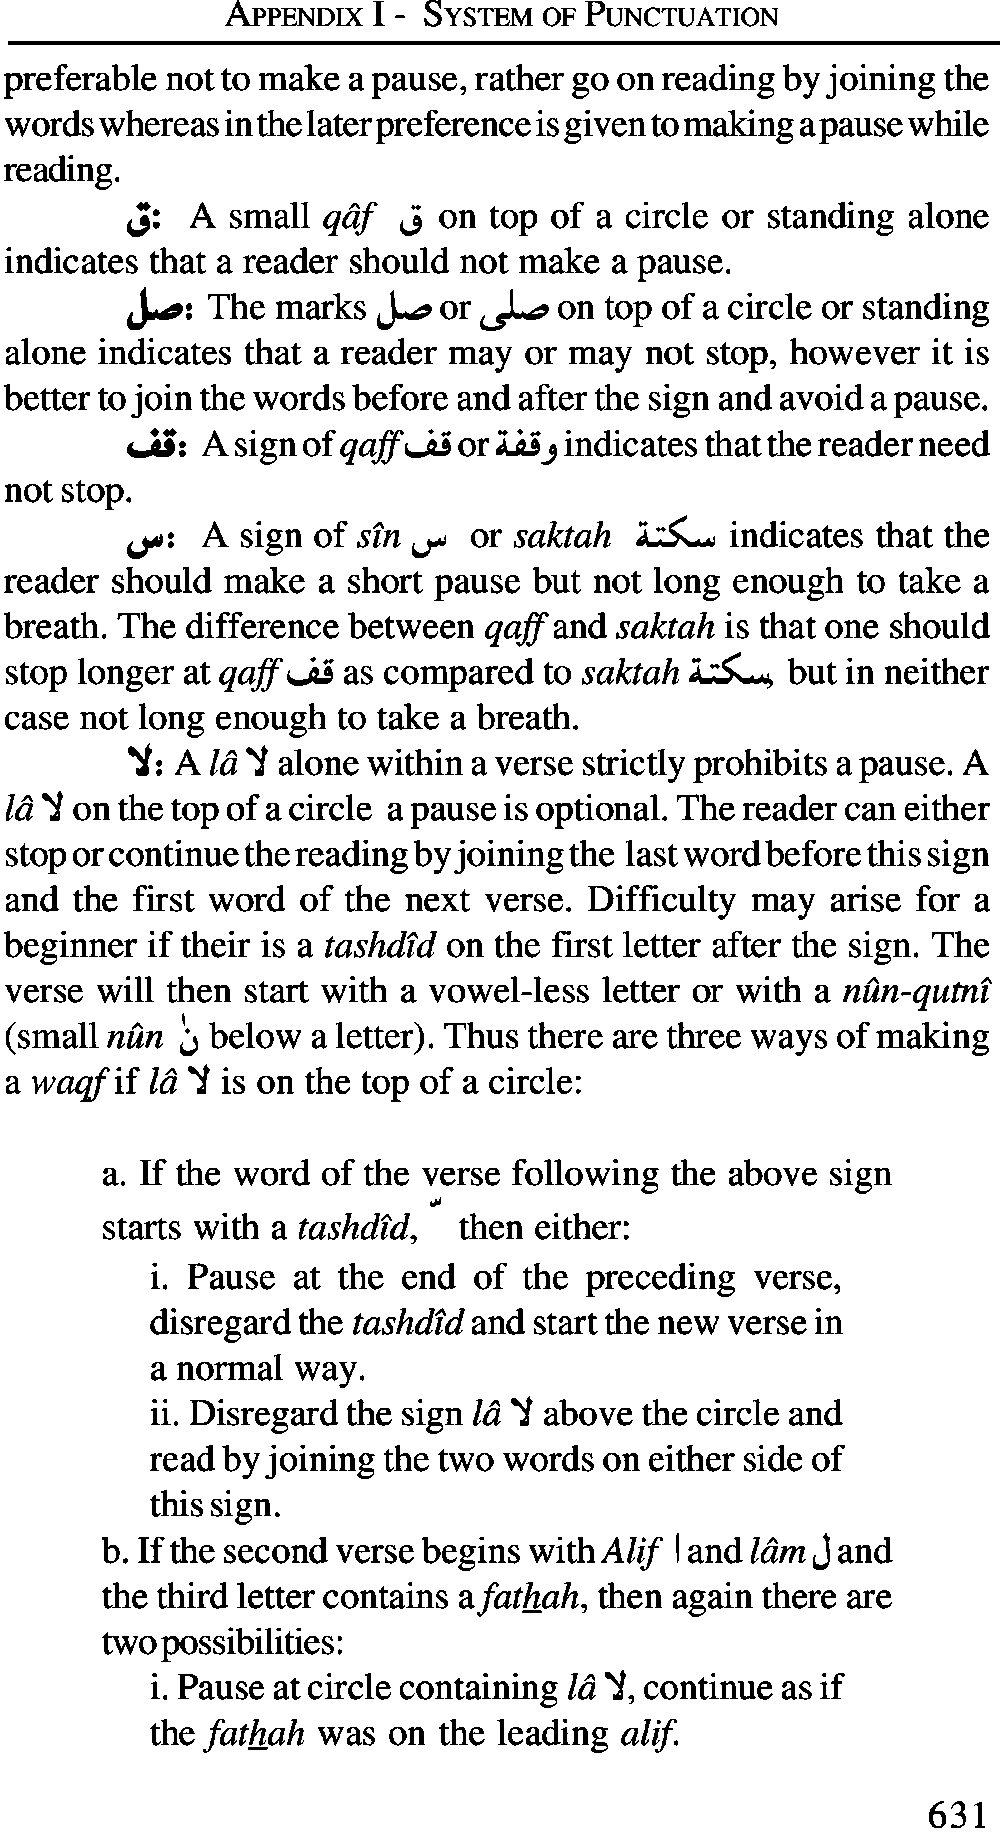 APPENDIX I - SYSTEM OF PUNCTUATION
preferable not to make a pause, rather go on reading by joining the
words whereas in the later preference is given to making a pause while
reading.
ق: A small qâf ق on top of a circle or standing alone
indicates that a reader should not make a pause.
صل: The marks صل or صلى on top of a circle or standing
alone indicates that a reader may or may not stop, however it is
better to join the words before and after the sign and avoid a pause.
قف: A sign of qaff قف or وقفة indicates that the reader need
not stop.
س: A sign of sîn س or saktah سكتة indicates that the
reader should make a short pause but not long enough to take a
breath. The difference between qaff and saktah is that one should
stop longer at qaff قف as compared to saktah سكتة, but in neither
case not long enough to take a breath.
لا: A lâ لا alone within a verse strictly prohibits a pause. A
lâ لا on the top of a circle a pause is optional. The reader can either
stop or continue the reading by joining the last word before this sign
and the first word of the next verse. Difficulty may arise for a
beginner if their is a tashdîd on the first letter after the sign. The
verse will then start with a vowel-less letter or with a nûn-qutnî
(small nûn ن below a letter). Thus there are three ways of making
a waqf if lâ لا is on the top of a circle:
a. If the word of the verse following the above sign
starts with a tashdîd, ّ then either:
i. Pause at the end of the preceding verse,
disregard the tashdîd and start the new verse in
a normal way.
ii. Disregard the sign lâ لا above the circle and
read by joining the two words on either side of
this sign.
b. If the second verse begins with Alif ا and lâm ل and
the third letter contains a fatẖah, then again there are
two possibilities:
i. Pause at circle containing lâ لا, continue as if
the fatẖah was on the leading alif.
631